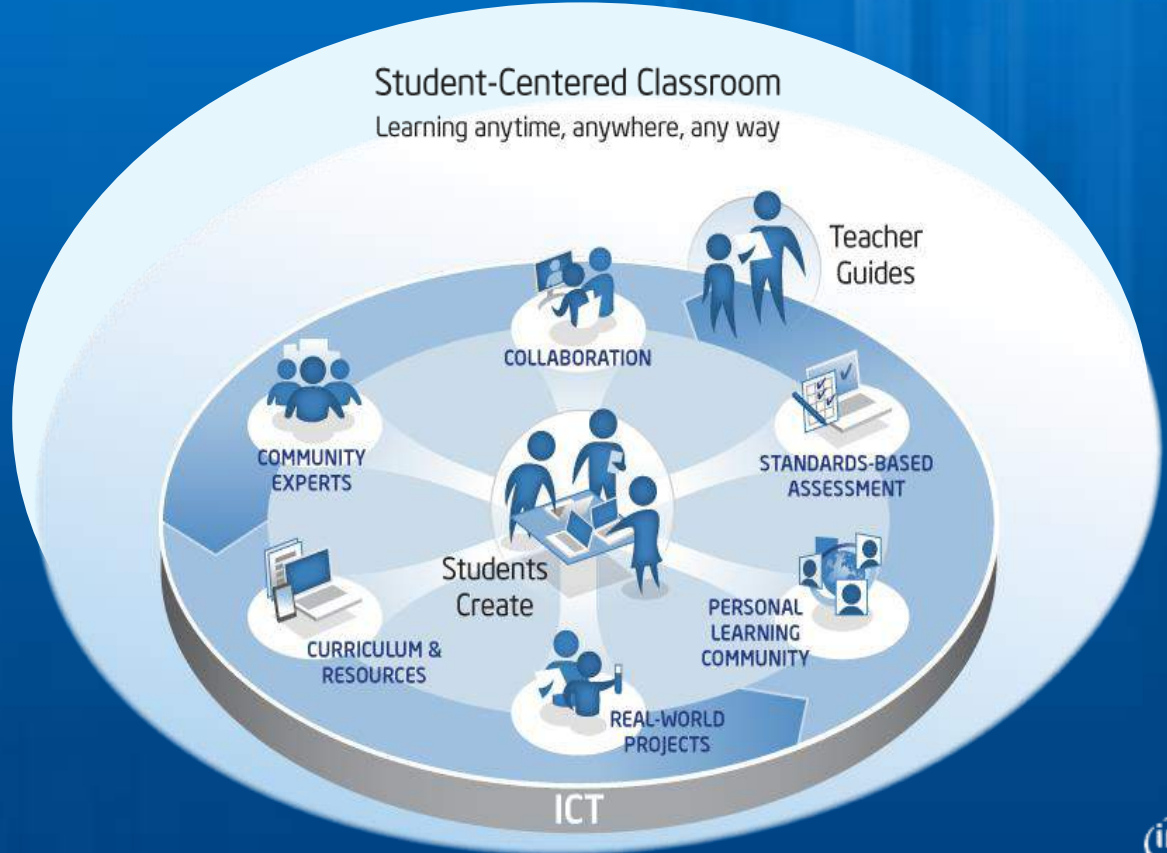 Student-Centered Classroom
Learning anytime, anywhere, any way
Teacher
Guides
COLLABORATION
COMMUNITY
EXPERTS
STANDARDS-BASED
ASSESSMENT
Students
Create
CURRICULUM &
RESOURCES
PERSONAL
LEARNING
COMMUNITY
REAL-WORLD
PROJECTS
ICT